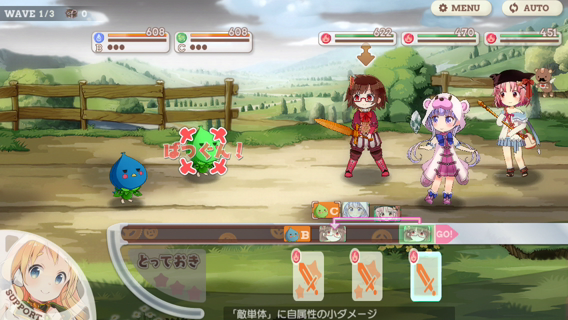 WAVE 1/3 0
MENU
AUTO
608
B
608
C
622
470
451
ばつぐん!
C
B
GO!
とっておき
SUPPORT
「敵単体」に自属性の小ダメージ